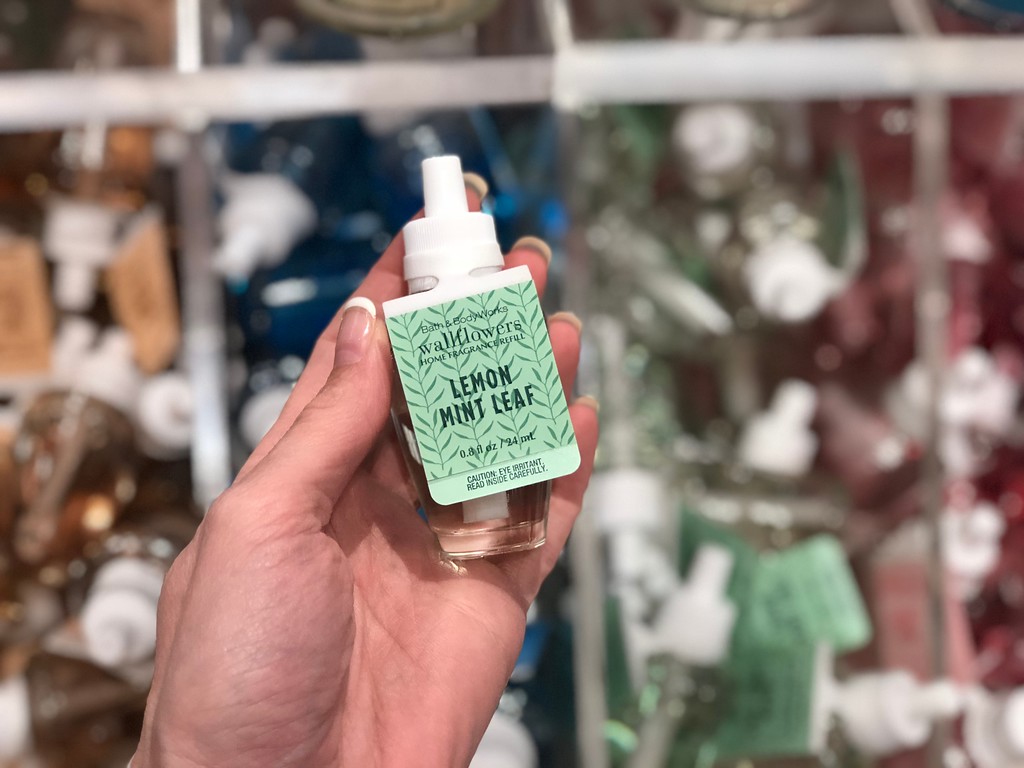 Bath & Body Works
wallflowers
HOME FRAGRANCE REFILL
LEMON
MINT LEAF
0.8 fl oz / 24 mL
CAUTION: EYE IRRITANT.
READ INSIDE CAREFULLY.